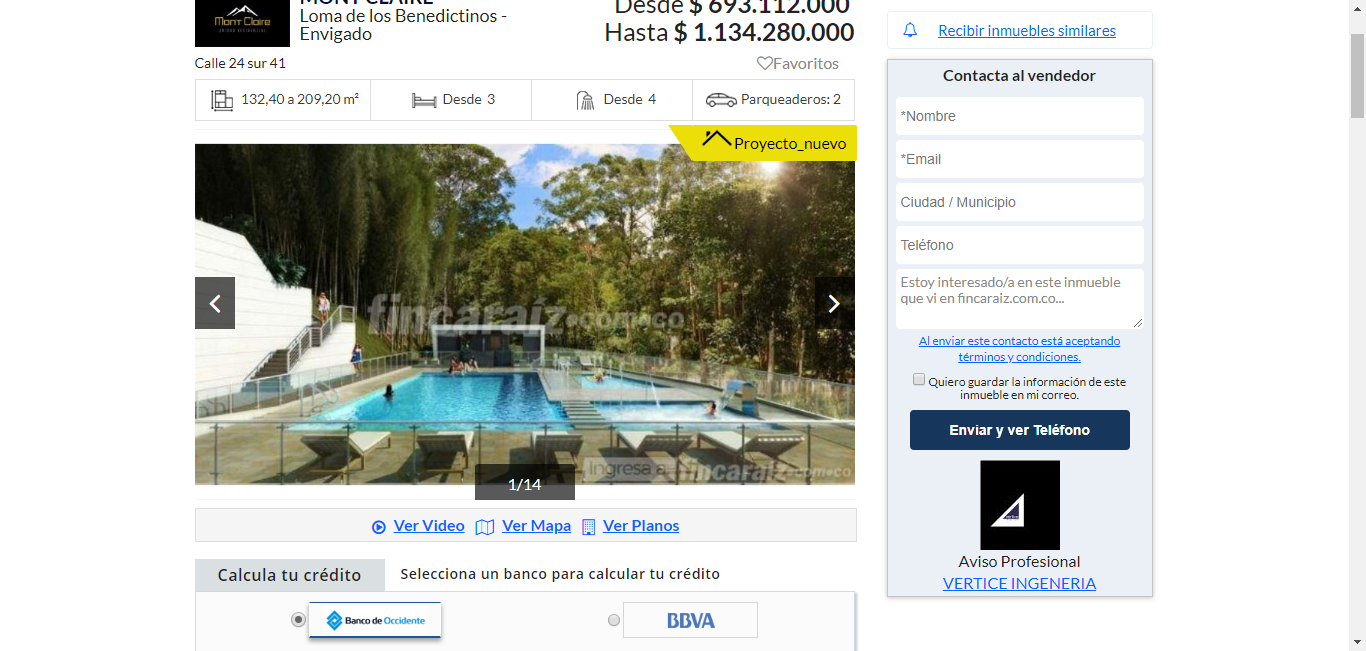 MONT CLAIRE
Mont Claire
UNIDAD RESIDENCIAL
Loma de los Benedictinos -
Envigado
Desde $ 693.112.000
Hasta $ 1.134.280.000
Calle 24 sur 41
Favoritos
132,40 a 209,20 m²
Desde 3
Desde 4
Parqueaderos: 2
Proyecto_nuevo
fincaraiz.com.co
Ingresa a fincaraiz.com.co
1/14
Ver Video
Ver Mapa
Ver Planos
Calcula tu crédito
Selecciona un banco para calcular tu crédito
Banco de Occidente
BBVA
Recibir inmuebles similares
Contacta al vendedor
*Nombre
*Email
Ciudad / Municipio
Teléfono
Estoy interesado/a en este inmueble
que vi en fincaraiz.com.co...
Al enviar este contacto está aceptando
términos y condiciones.
Quiero guardar la información de este
inmueble en mi correo.
Enviar y ver Teléfono
Aviso Profesional
VERTICE INGENERIA